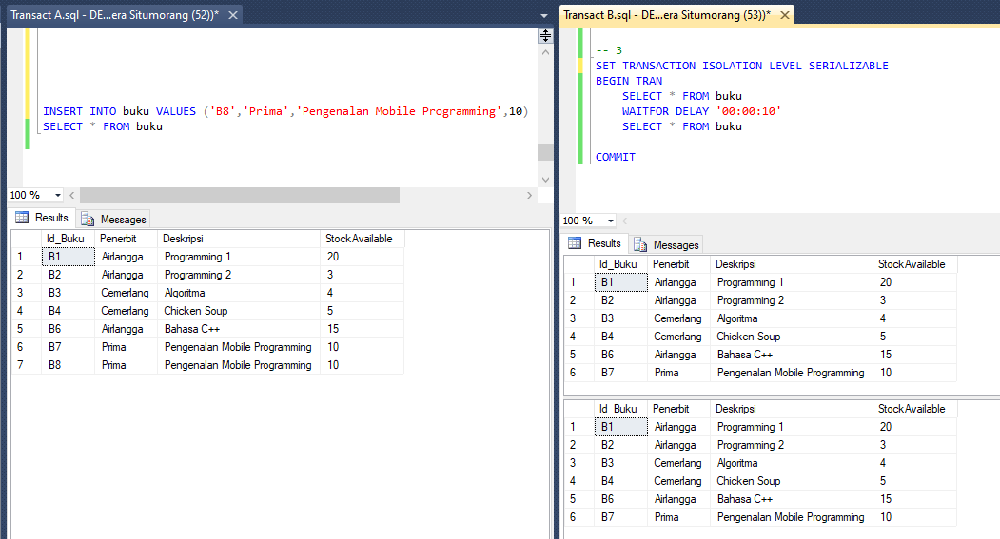 Transact A.sql - DE...era Situmorang (52))*
INSERT INTO buku VALUES ('B8','Prima','Pengenalan Mobile Programming',10)
SELECT * FROM buku
100 %
Results Messages
Id_Buku Penerbit Deskripsi StockAvailable
1 B1 Airlangga Programming 1 20
2 B2 Airlangga Programming 2 3
3 B3 Cemerlang Algoritma 4
4 B4 Cemerlang Chicken Soup 5
5 B6 Airlangga Bahasa C++ 15
6 B7 Prima Pengenalan Mobile Programming 10
7 B8 Prima Pengenalan Mobile Programming 10
Transact B.sql - DE...era Situmorang (53))*
-- 3
SET TRANSACTION ISOLATION LEVEL SERIALIZABLE
BEGIN TRAN
SELECT * FROM buku
WAITFOR DELAY '00:00:10'
SELECT * FROM buku
COMMIT
100 %
Results Messages
Id_Buku Penerbit Deskripsi StockAvailable
1 B1 Airlangga Programming 1 20
2 B2 Airlangga Programming 2 3
3 B3 Cemerlang Algoritma 4
4 B4 Cemerlang Chicken Soup 5
5 B6 Airlangga Bahasa C++ 15
6 B7 Prima Pengenalan Mobile Programming 10
Id_Buku Penerbit Deskripsi StockAvailable
1 B1 Airlangga Programming 1 20
2 B2 Airlangga Programming 2 3
3 B3 Cemerlang Algoritma 4
4 B4 Cemerlang Chicken Soup 5
5 B6 Airlangga Bahasa C++ 15
6 B7 Prima Pengenalan Mobile Programming 10